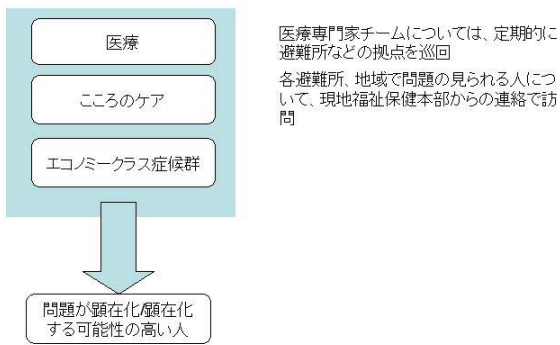 医療
こころのケア
エコノミークラス症候群
問題が顕在化/顕在化
する可能性の高い人
医療専門家チームについては、定期的に
避難所などの拠点を巡回
各避難所、地域で問題の見られる人につ
いて、現地福祉保健本部からの連絡で訪
問